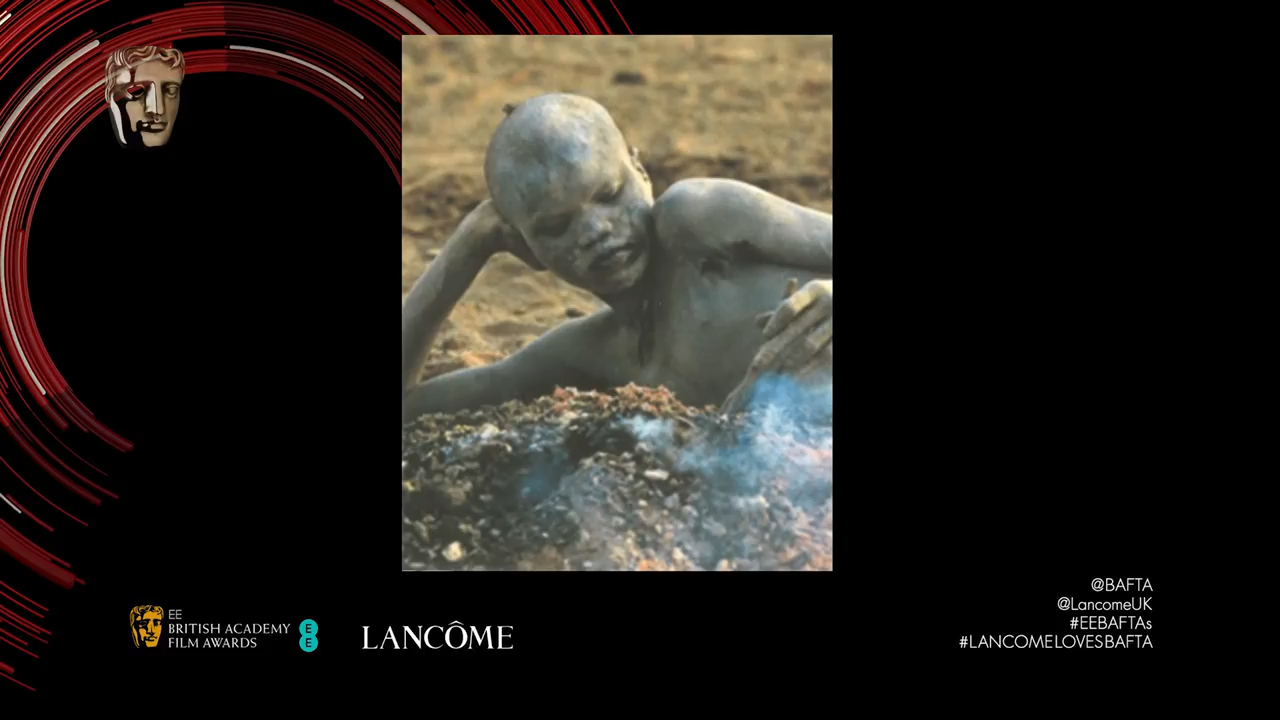 EE
BRITISH ACADEMY
FILM AWARDS
E
E
LANCÔME
@BAFTA
@LancomeUK
#EEBAFTAs
#LANCOMELOVESBAFTA